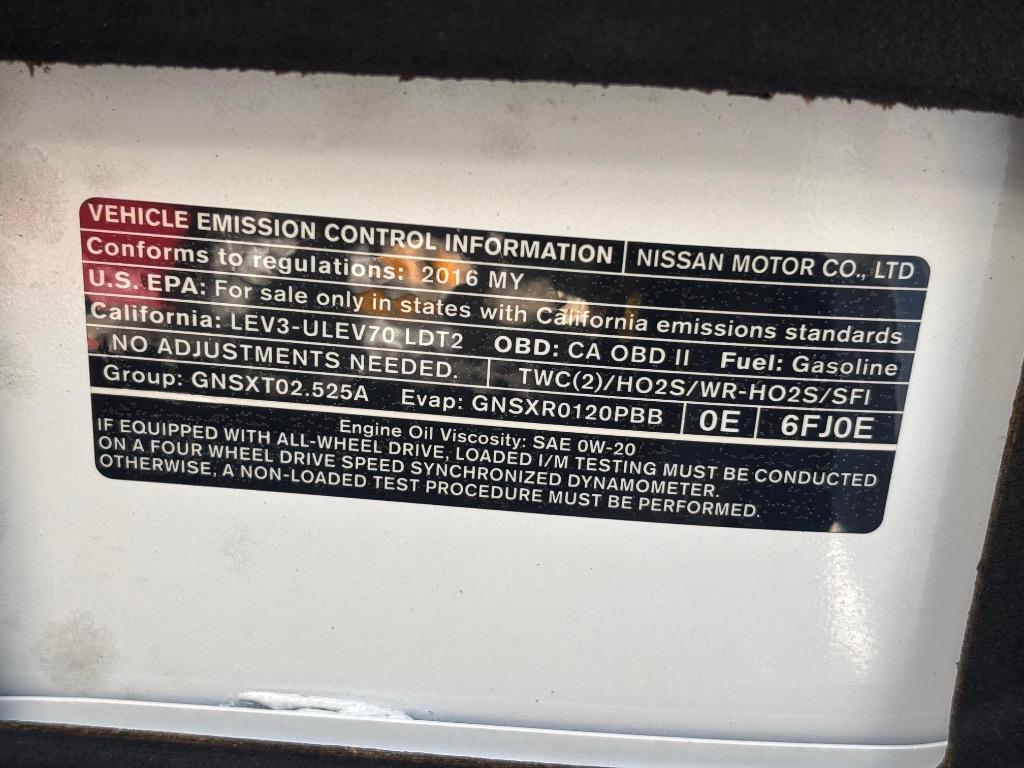 VEHICLE EMISSION CONTROL INFORMATION NISSAN MOTOR CO., LTD
Conforms to regulations: 2016 MY
U.S. EPA: For sale only in states with California emissions standards
California: LEV3-ULEV70 LDT2 OBD: CA OBD II Fuel: Gasoline
NO ADJUSTMENTS NEEDED. TWC(2)/HO2S/WR-HO2S/SFI
Group: GNSXT02.525A Evap: GNSXR0120PBB 0E 6FJ0E
Engine Oil Viscosity: SAE 0W-20
IF EQUIPPED WITH ALL-WHEEL DRIVE, LOADED I/M TESTING MUST BE CONDUCTED
ON A FOUR WHEEL DRIVE SPEED SYNCHRONIZED DYNAMOMETER.
OTHERWISE, A NON-LOADED TEST PROCEDURE MUST BE PERFORMED.